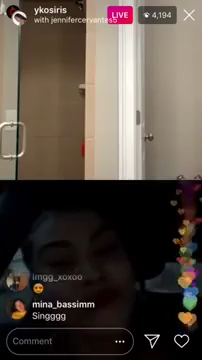 ykosiris
with jennifercervantes5
LIVE
4,194
imgg_xoxoo
mina_bassimm
Singggg
Comment